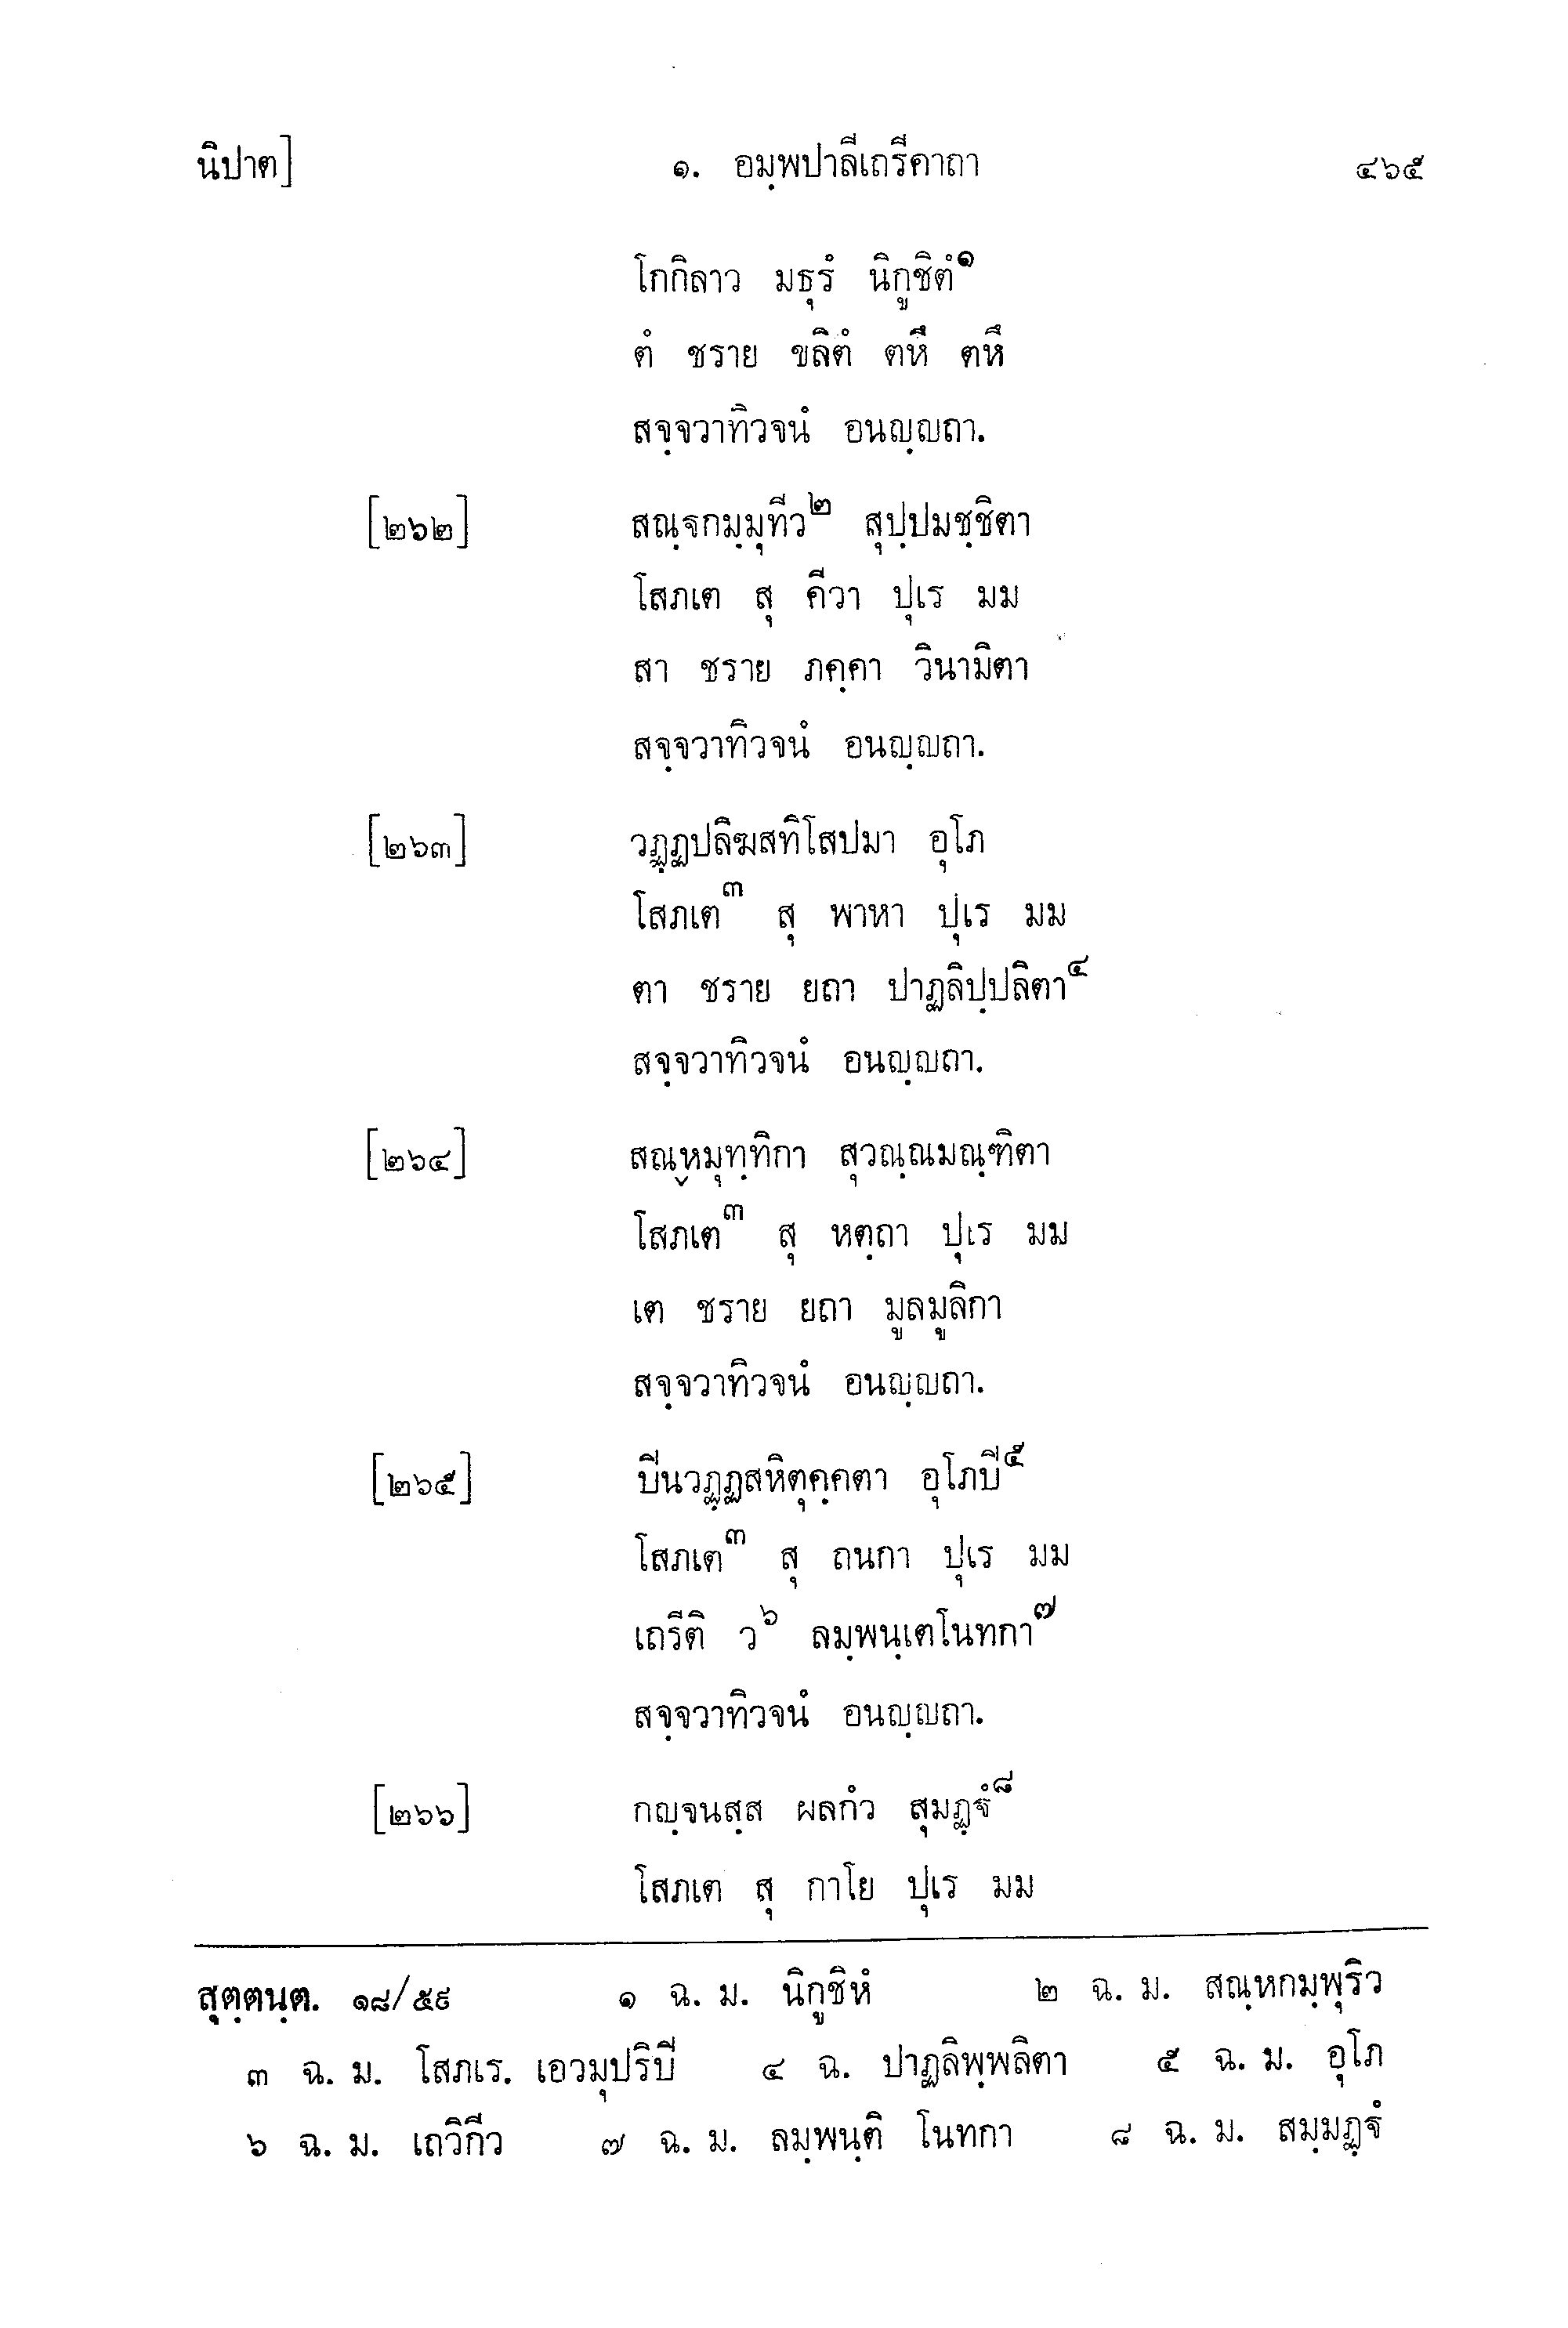 นิปาต] ๑. อมฺพปาลีเถรีคาถา ๔๖๕
โกกิลาว มธุรํ นิกูชิตํ๑
ตํ ชราย ขลิตํ ตหึ ตหึ
สจฺจวาทิวจนํ อนญฺญถา.
[๒๖๒] สณฺฐกมฺมุทีว๒ สุปฺปมชฺชิตา
โสภเต สุ คีวา ปุเร มม
สา ชราย ภคฺคา วินามิตา
สจฺจวาทิวจนํ อนญฺญถา.
[๒๖๓] วฏฺฏปลิฆสทิโสปมา อุโภ
โสภเต๓ สุ พาหา ปุเร มม
ตา ชราย ยถา ปาฏลิปฺปลิตา๔
สจฺจวาทิวจนํ อนญฺญถา.
[๒๖๔] สณฺหมุทฺทิกา สุวณฺณมณฺฑิตา
โสภเต๓ สุ หตฺถา ปุเร มม
เต ชราย ยถา มูลมูลิกา
สจฺจวาทิวจนํ อนญฺญถา.
[๒๖๕] ปีนวฏฺฏสหิตุคฺคตา อุโภปี๕
โสภเต๓ สุ ถนกา ปุเร มม
เถรีติ ว๖ ลมฺพนฺเตโนทกา๗
สจฺจวาทิวจนํ อนญฺญถา.
[๒๖๖] กญฺจนสฺส ผลกํว สุมฏฺฐํ๘
โสภเต สุ กาโย ปุเร มม
สุตฺตนฺต. ๑๘/๕๙ ๑ ฉ. ม. นิกูชิหํ ๒ ฉ. ม. สณฺหกมฺพุริว
๓ ฉ. ม. โสภเร. เอวมุปริปี ๔ ฉ. ปาฏลิพฺพลิตา ๕ ฉ. ม. อุโภ
๖ ฉ. ม. เถวิกีว ๗ ฉ. ม. ลมฺพนฺติ โนทกา ๘ ฉ. ม. สมฺมฏฺฐํ